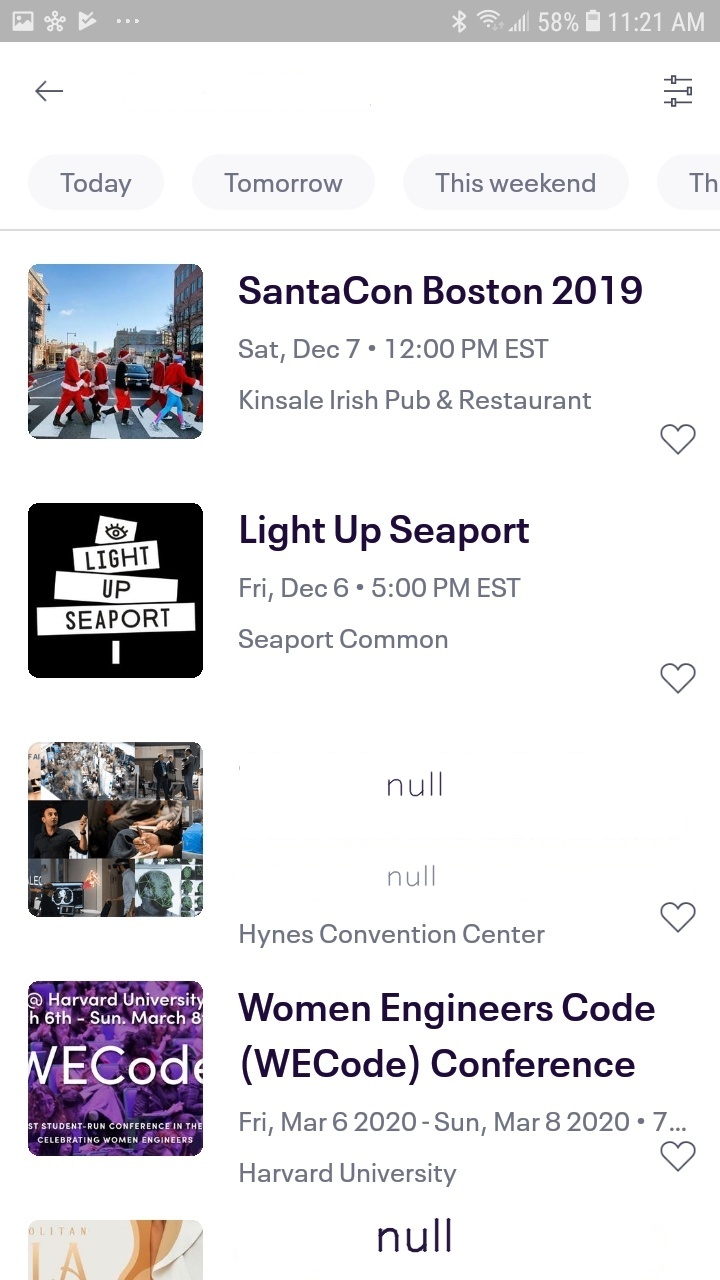 58% 11:21 AM
Today Tomorrow This weekend Th
SantaCon Boston 2019
Sat, Dec 7 • 12:00 PM EST
Kinsale Irish Pub & Restaurant
LIGHT
UP
SEAPORT
Light Up Seaport
Fri, Dec 6 • 5:00 PM EST
Seaport Common
null
null
Hynes Convention Center
@ Harvard University
h 6th - Sun. March 8
WECode
ST STUDENT-RUN CONFERENCE IN THE
CELEBRATING WOMEN ENGINEERS
Women Engineers Code
(WECode) Conference
Fri, Mar 6 2020 - Sun, Mar 8 2020 • 7...
Harvard University
OLITAN
LA
null